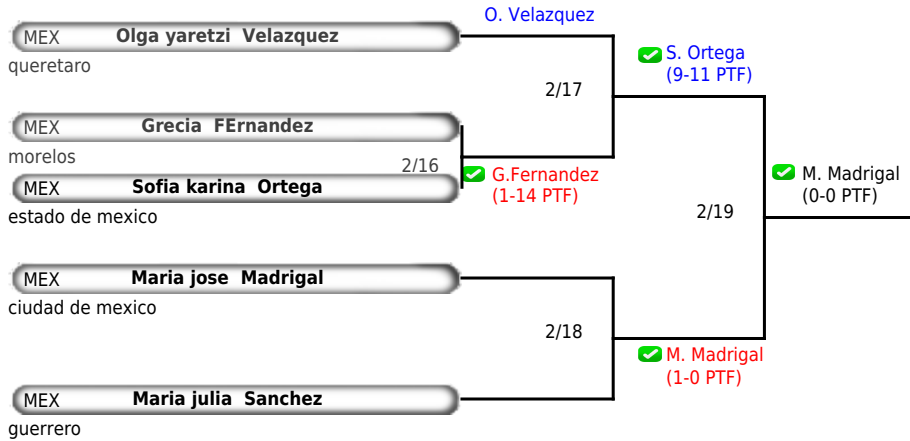 O. Velazquez
MEX Olga yaretzi Velazquez
queretaro
S. Ortega
(9-11 PTF)
2/17
MEX Grecia FErnandez
morelos
2/16
G.Fernandez
(1-14 PTF)
MEX Sofia karina Ortega
estado de mexico
M. Madrigal
(0-0 PTF)
2/19
MEX Maria jose Madrigal
ciudad de mexico
2/18
M. Madrigal
(1-0 PTF)
MEX Maria julia Sanchez
guerrero